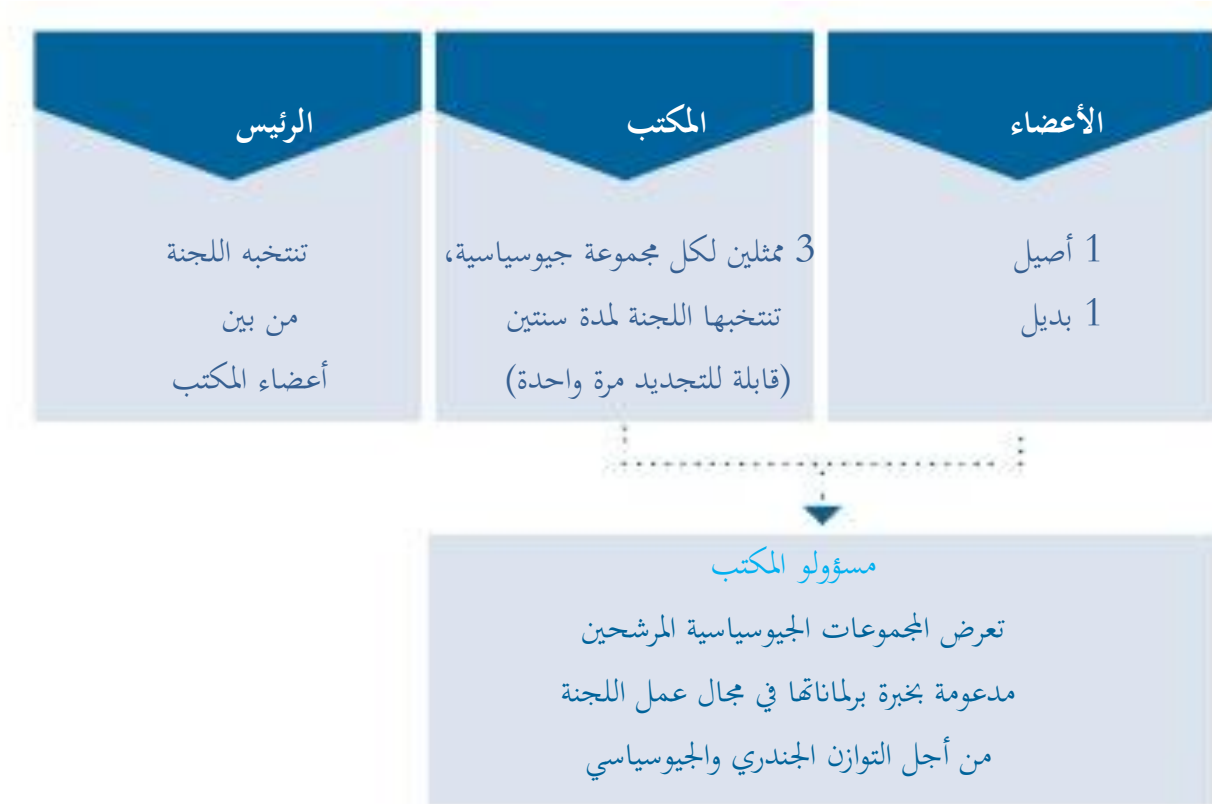 الأعضاء
1 أصيل
1 بديل
المكتب
3 ممثلين لكل مجموعة جيوسياسية،
تنتخبها اللجنة لمدة سنتين
(قابلة للتجديد مرة واحدة)
الرئيس
تنتخبه اللجنة
من بين
أعضاء المكتب
مسؤولو المكتب
تعرض المجموعات الجيوسياسية المرشحين
مدعومة بخبرة برلماناتها في مجال عمل اللجنة
من أجل التوازن الجندري والجيوسياسي